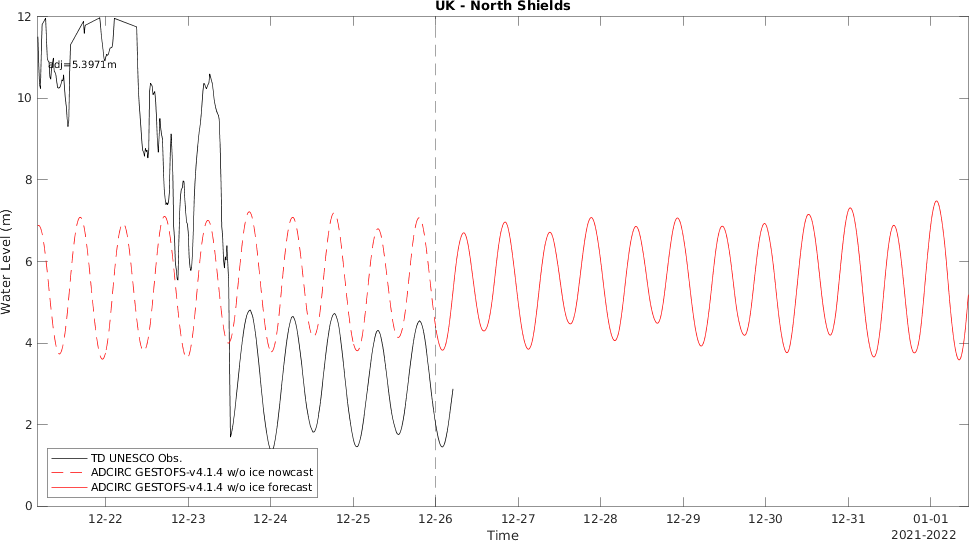 UK - North Shields
12
adj=5.3971m
10
8
6
4
2
0
Water Level (m)
TD UNESCO Obs.
ADCIRC GESTOFS-v4.1.4 w/o ice nowcast
ADCIRC GESTOFS-v4.1.4 w/o ice forecast
12-22 12-23 12-24 12-25 12-26 12-27 12-28 12-29 12-30 12-31 01-01
Time
2021-2022